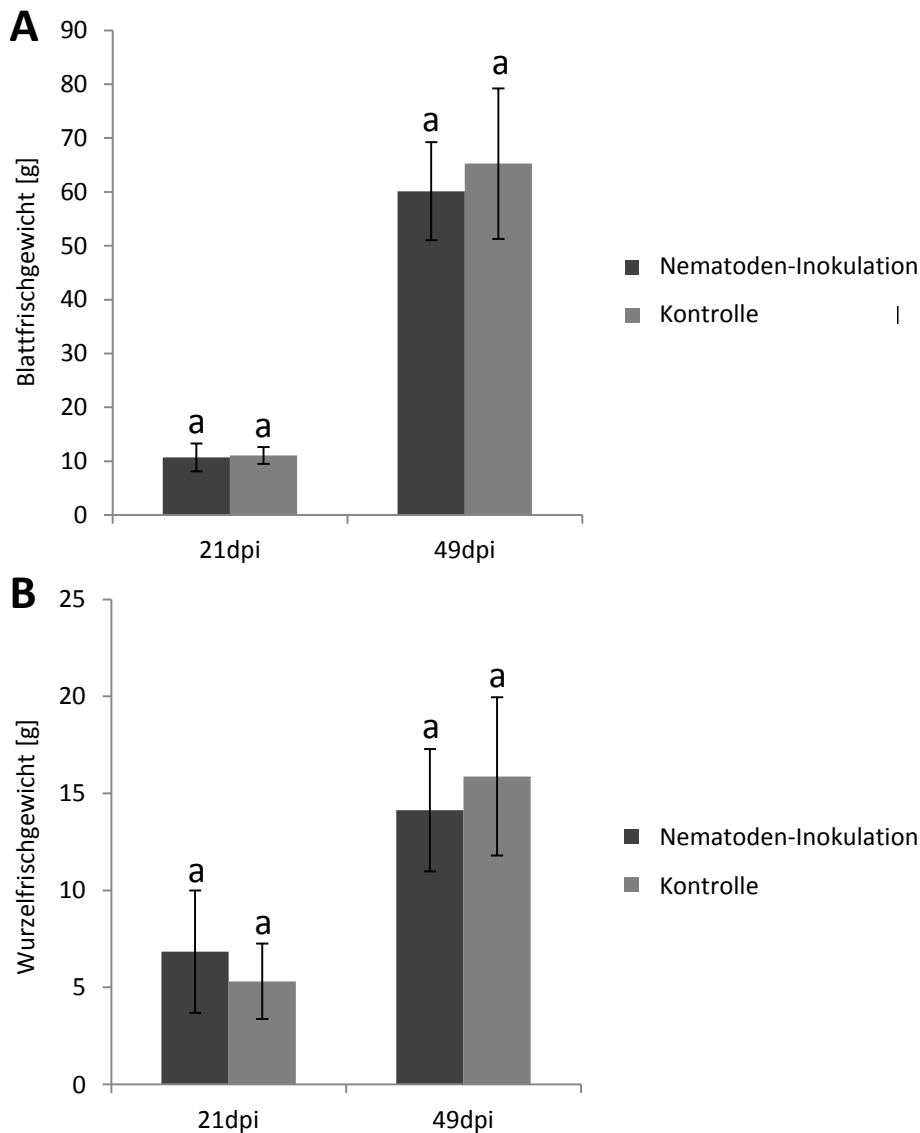 A
90
80
70
60
50
40
30
20
10
0
Blattfrischgewicht [g]
a
a
a
a
21dpi
49dpi
Nematoden-Inokulation
Kontrolle
B
25
20
15
10
5
0
Wurzelfrischgewicht [g]
a
a
a
a
21dpi
49dpi
Nematoden-Inokulation
Kontrolle